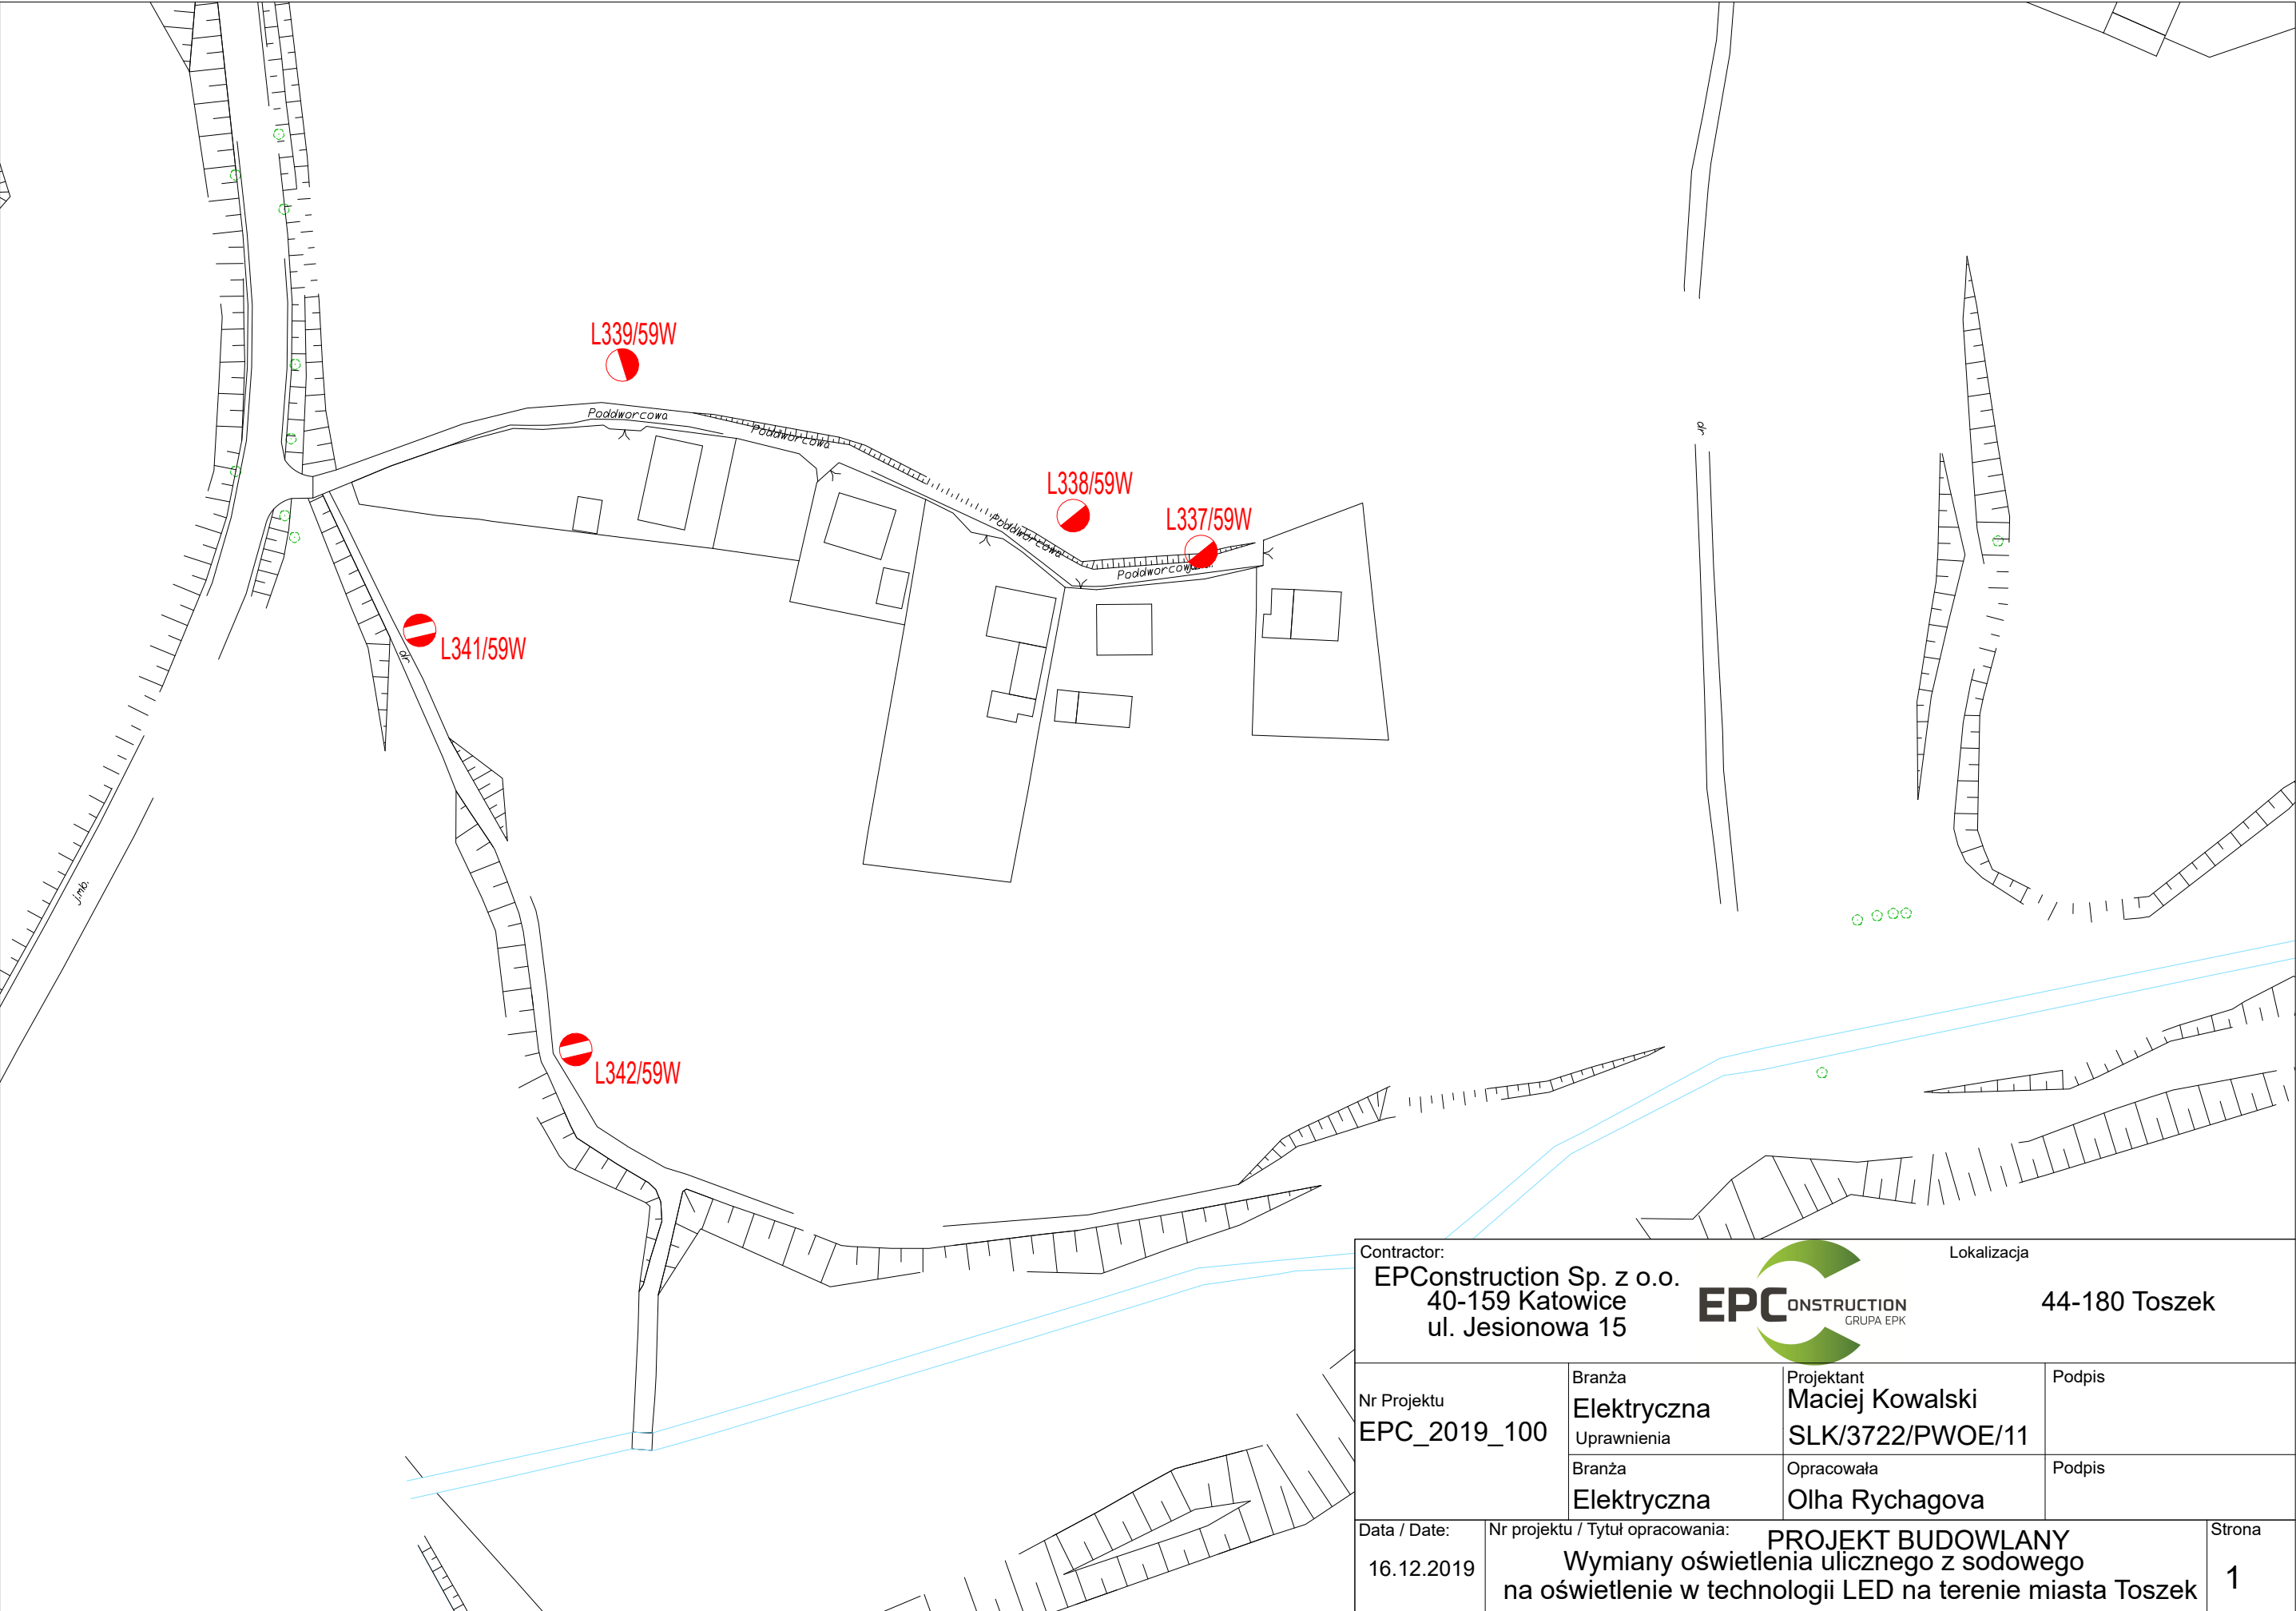 L339/59W
Poddworcowa
Poddworcowa
dr
L338/59W
L337/59W
Poddworcowa
Poddworcowa
L341/59W
dr
jmb.
L342/59W
Contractor:
EPConstruction Sp. z o.o.
40-159 Katowice
ul. Jesionowa 15
EPCONSTRUCTION
GRUPA EPK
Lokalizacja
44-180 Toszek
Nr Projektu
EPC_2019_100
Branża
Elektryczna
Uprawnienia
Projektant
Maciej Kowalski
SLK/3722/PWOE/11
Podpis
Branża
Elektryczna
Opracowała
Olha Rychagova
Podpis
Data / Date:
16.12.2019
Nr projektu / Tytuł opracowania:
PROJEKT BUDOWLANY
Wymiany oświetlenia ulicznego z sodowego
na oświetlenie w technologii LED na terenie miasta Toszek
Strona
1